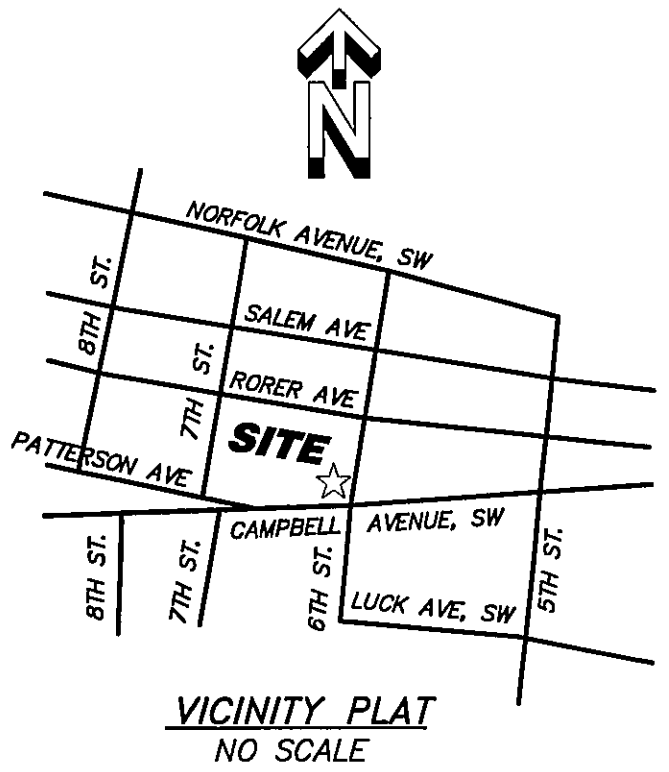 N
NORFOLK AVENUE, SW
8TH ST.
SALEM AVE
7TH ST.
RORER AVE
SITE
PATTERSON AVE
CAMPBELL AVENUE, SW
8TH ST.
7TH ST.
6TH ST.
5TH ST.
LUCK AVE, SW
VICINITY PLAT
NO SCALE